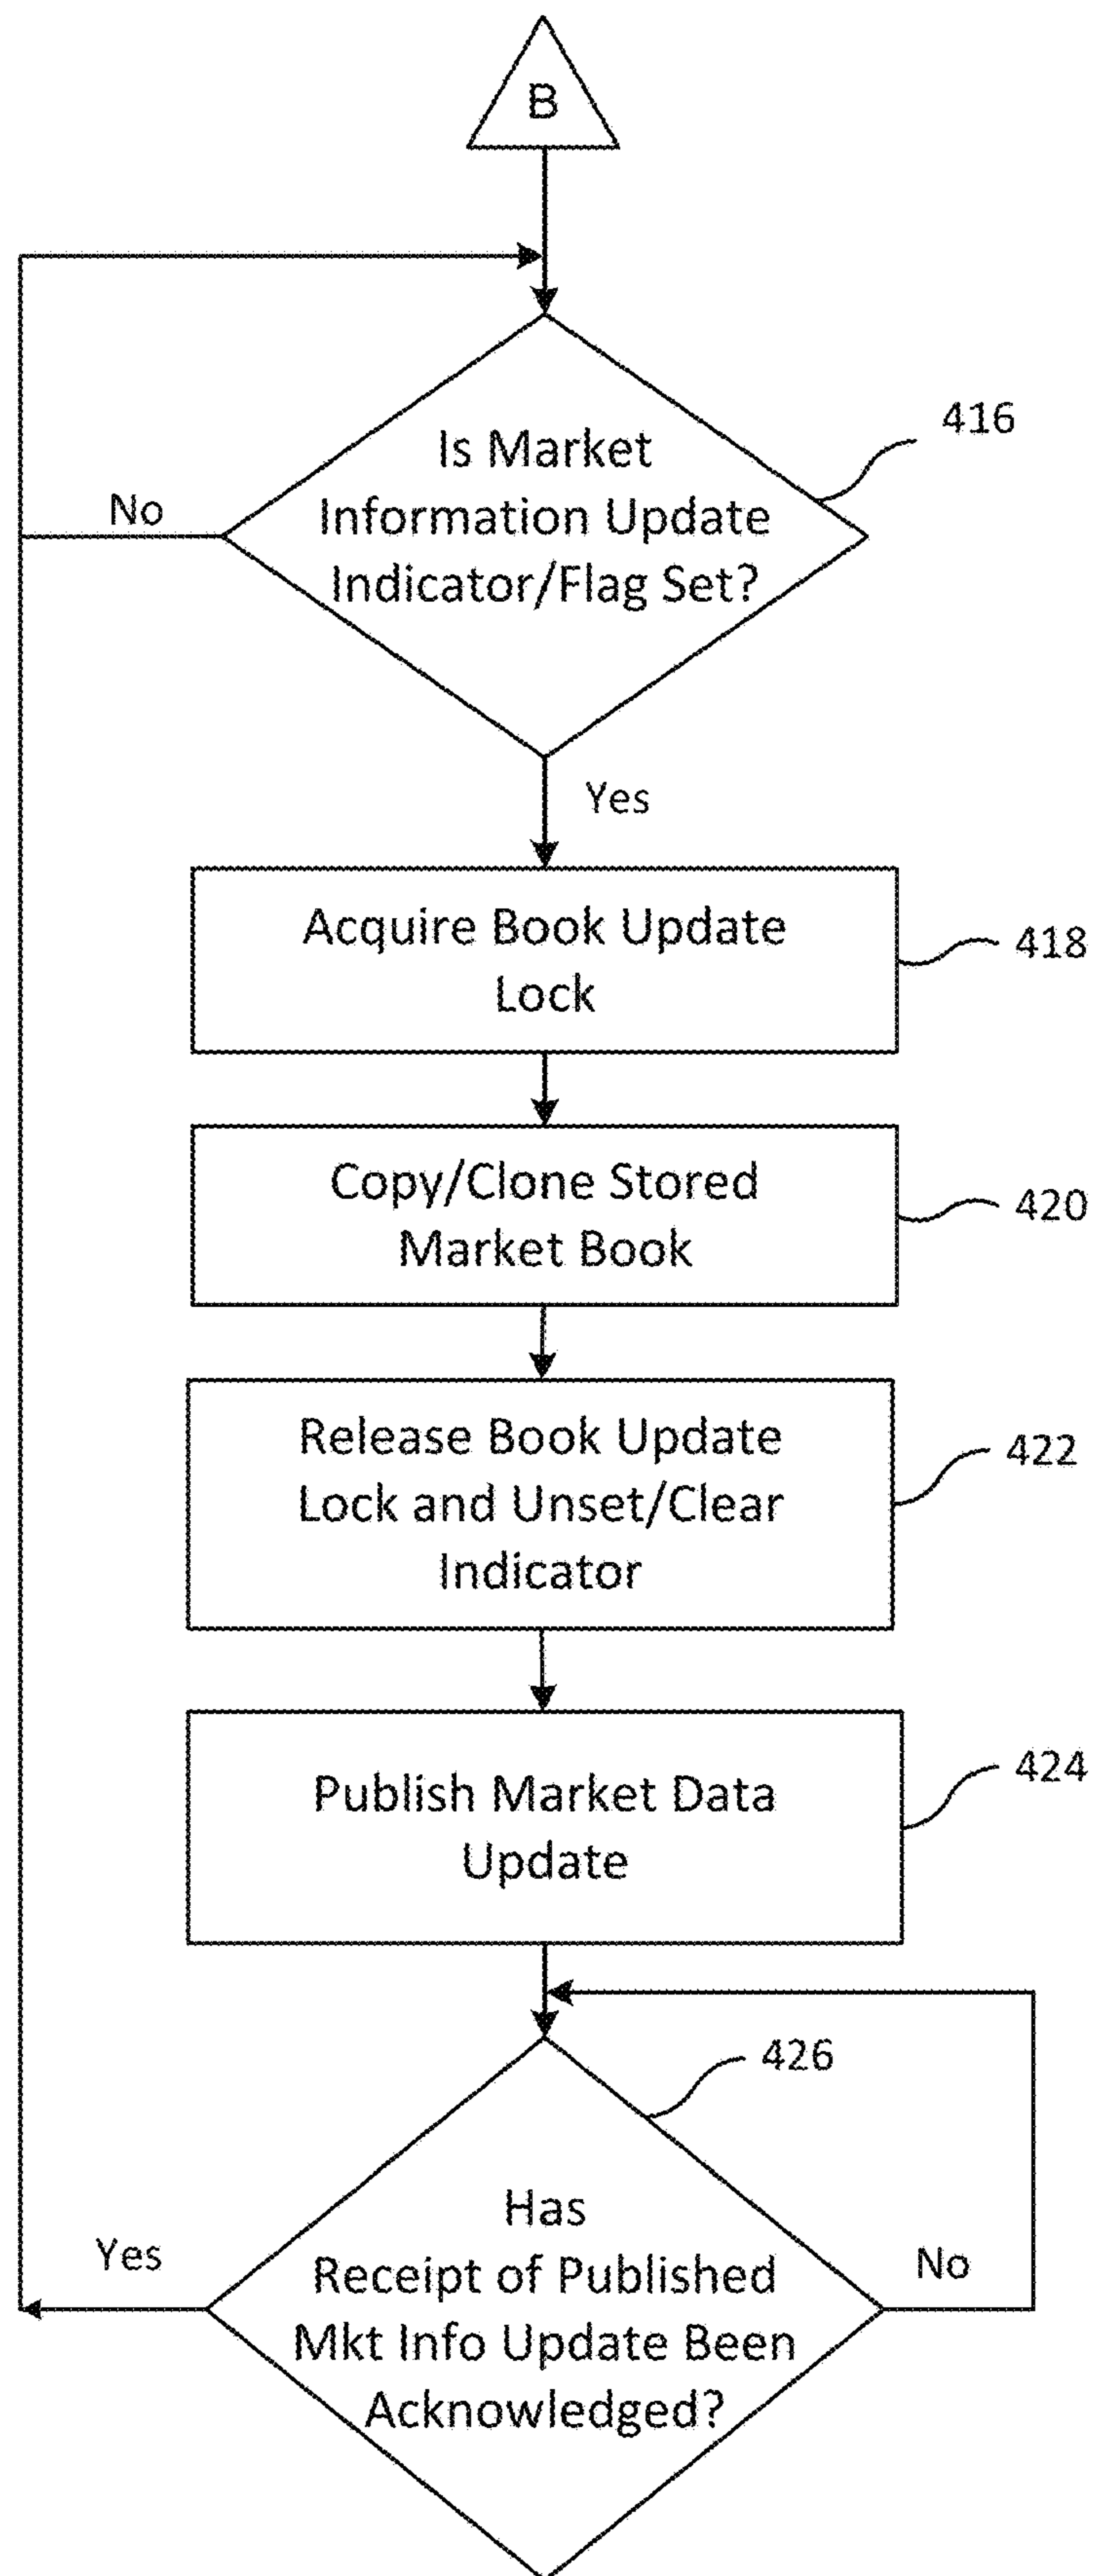 B
416
Is Market
Information Update
Indicator/Flag Set?
No
Yes
Acquire Book Update
Lock
418
Copy/Clone Stored
Market Book
420
Release Book Update
Lock and Unset/Clear
Indicator
422
Publish Market Data
Update
424
426
Has
Receipt of Published
Mkt Info Update Been
Acknowledged?
Yes
No